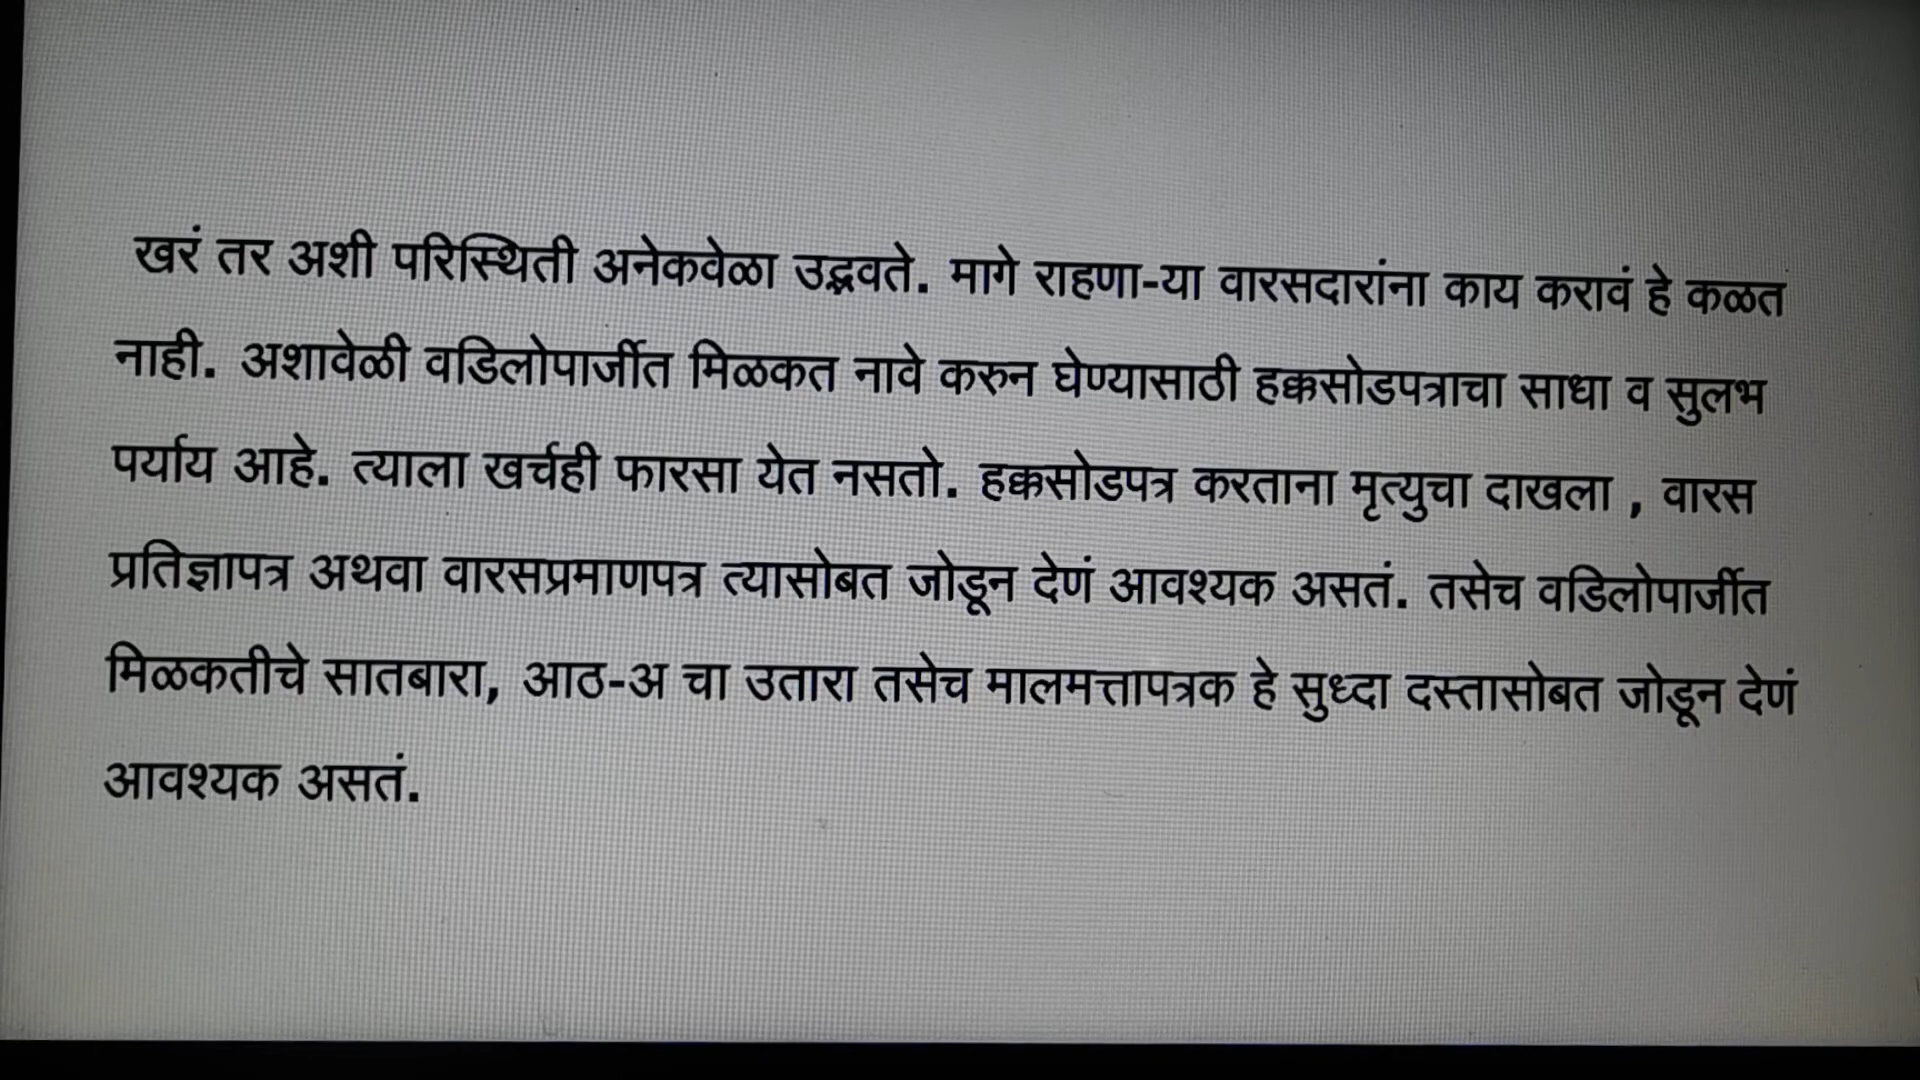 खरं तर अशी परिस्थिती अनेकवेळा उद्भवते. मागे राहणा-या वारसदारांना काय करावं हे कळत
नाही. अशावेळी वडिलोपार्जीत मिळकत नावे करुन घेण्यासाठी हक्कसोडपत्राचा साधा व सुलभ
पर्याय आहे. त्याला खर्चही फारसा येत नसतो. हक्कसोडपत्र करताना मृत्युचा दाखला , वारस
प्रतिज्ञापत्र अथवा वारसप्रमाणपत्र त्यासोबत जोडून देणं आवश्यक असतं. तसेच वडिलोपार्जीत
मिळकतीचे सातबारा, आठ-अ चा उतारा तसेच मालमत्तापत्रक हे सुध्दा दस्तासोबत जोडून देणं
आवश्यक असतं.